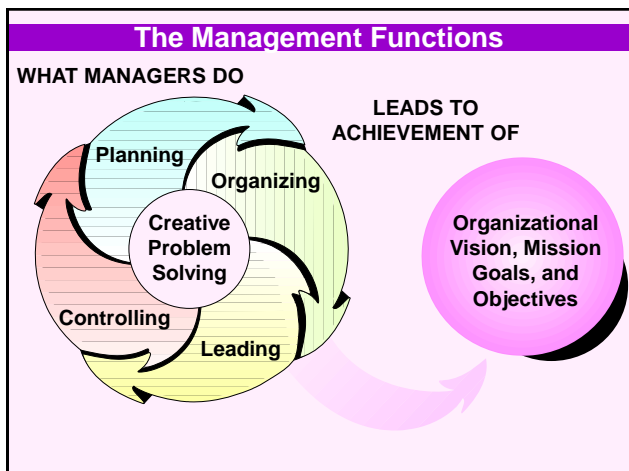 The Management Functions
WHAT MANAGERS DO
LEADS TO
ACHIEVEMENT OF
Planning
Organizing
Creative
Problem
Solving
Controlling
Leading
Organizational
Vision, Mission
Goals, and
Objectives